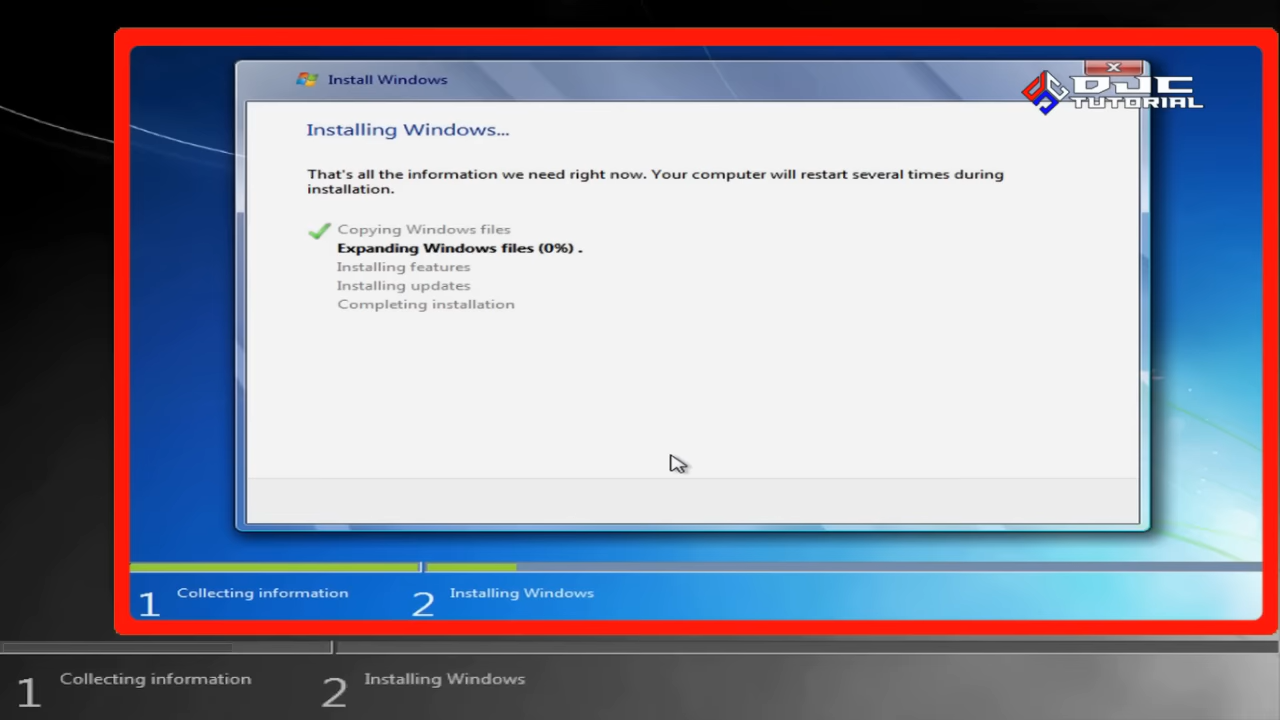 Install Windows
DJC
TUTORIAL
Installing Windows...
That's all the information we need right now. Your computer will restart several times during
installation.
Copying Windows files
Expanding Windows files (0%) .
Installing features
Installing updates
Completing installation
1 Collecting information 2 Installing Windows
1 Collecting information 2 Installing Windows